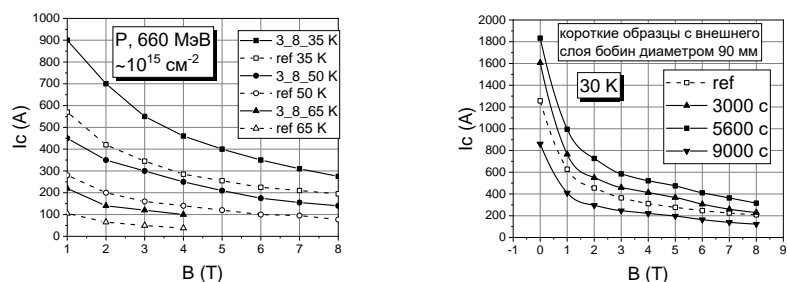 P, 660 МэВ
~10¹⁵ см⁻²
3_8_35 K
ref 35 K
3_8_50 K
ref 50 K
3_8_65 K
ref 65 K
1000
900
800
700
600
500
400
300
200
100
0
Ic (A)
1 2 3 4 5 6 7 8
B (T)
короткие образцы с внешнего
слоя бобин диаметром 90 мм
30 K
ref
3000 с
5600 с
9000 с
2000
1800
1600
1400
1200
1000
800
600
400
200
0
Ic (A)
-1 0 1 2 3 4 5 6 7 8 9
B (T)